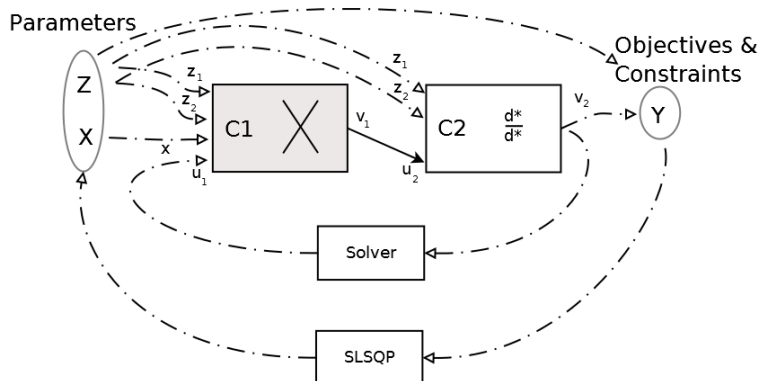 Parameters
Objectives &
Constraints
Z
X
z1
z2
x
u1
C1
v1
z1
z2
u2
C2
d*
d*
v2
Y
Solver
SLSQP